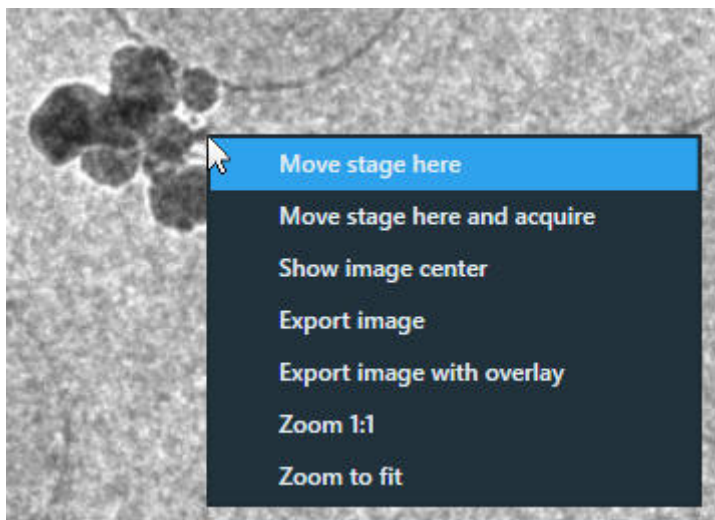 Move stage here
Move stage here and acquire
Show image center
Export image
Export image with overlay
Zoom 1:1
Zoom to fit